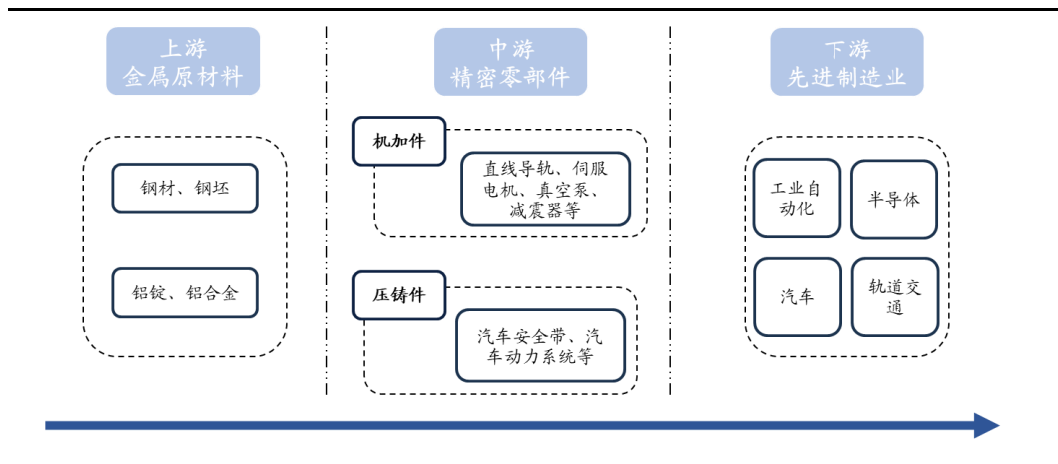 上游
金属原材料
中游
精密零部件
下游
先进制造业
钢材、钢坯
铝锭、铝合金
机加件
直线导轨、伺服
电机、真空泵、
减震器等
压铸件
汽车安全带、汽
车动力系统等
工业自
动化
半导体
汽车
轨道交
通